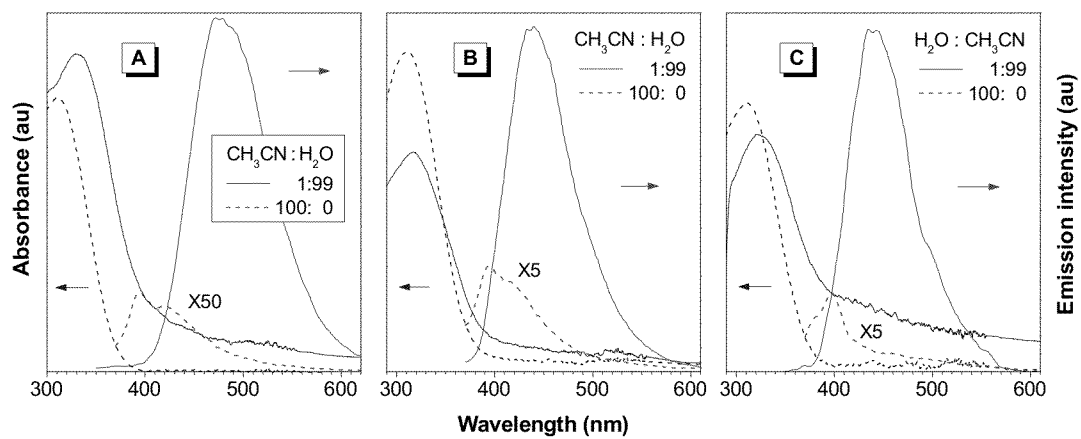 A
CH3CN : H2O
1:99
100: 0
X50
300
400
500
600
B
CH3CN : H2O
1:99
100: 0
X5
300
400
500
600
C
H2O : CH3CN
1:99
100: 0
X5
300
400
500
600
Absorbance (au)
Emission intensity (au)
Wavelength (nm)